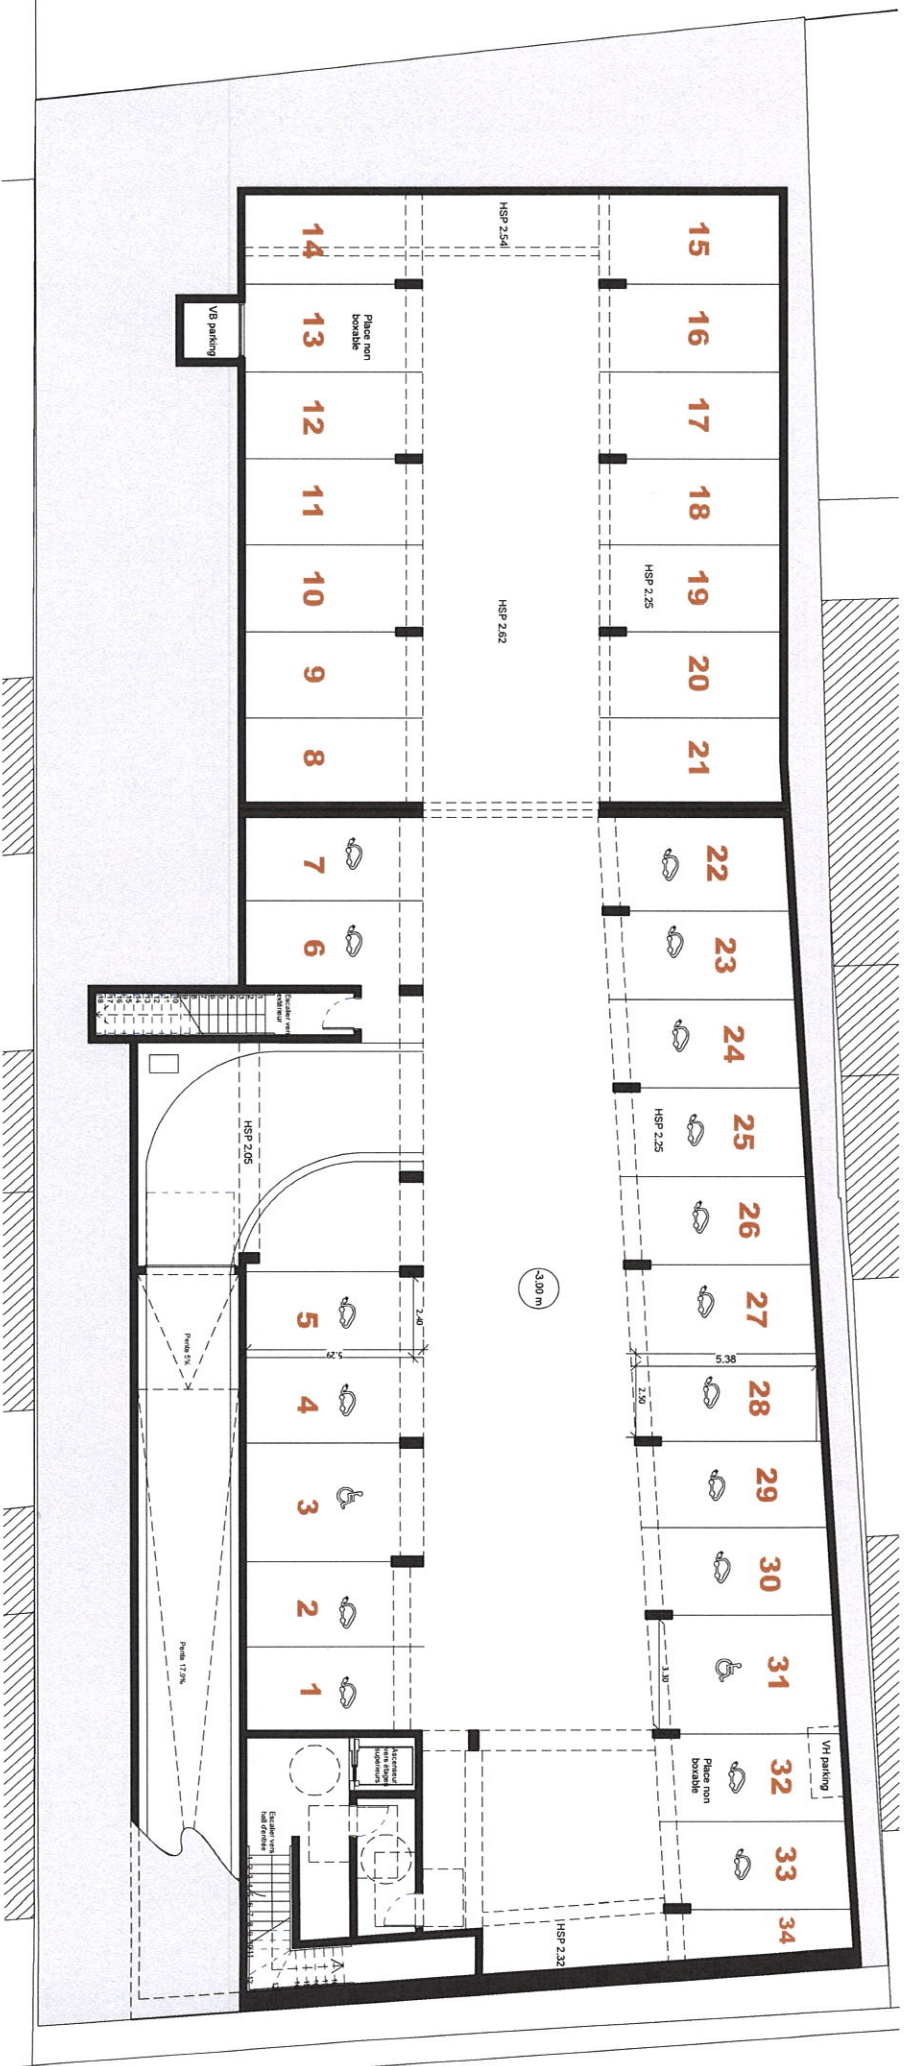 14
HSP 2.54
15
VB parking
13
Place non
boxable
16
12
17
11
18
10
HSP 2.62
HSP 2.25
19
9
20
8
21
7
22
6
23
Escalier vers
extérieur
24
HSP 2.05
HSP 2.25
25
26
-3.00 m
5
2.40
5.29
27
5.38
Pente 5%
4
2.50
28
3
29
2
30
Pente 17.9%
1
3.30
31
Ascenseur
vers étages
supérieurs
Place non
boxable
32
VH parking
Escalier vers
hall d'entrée
33
HSP 2.32
34